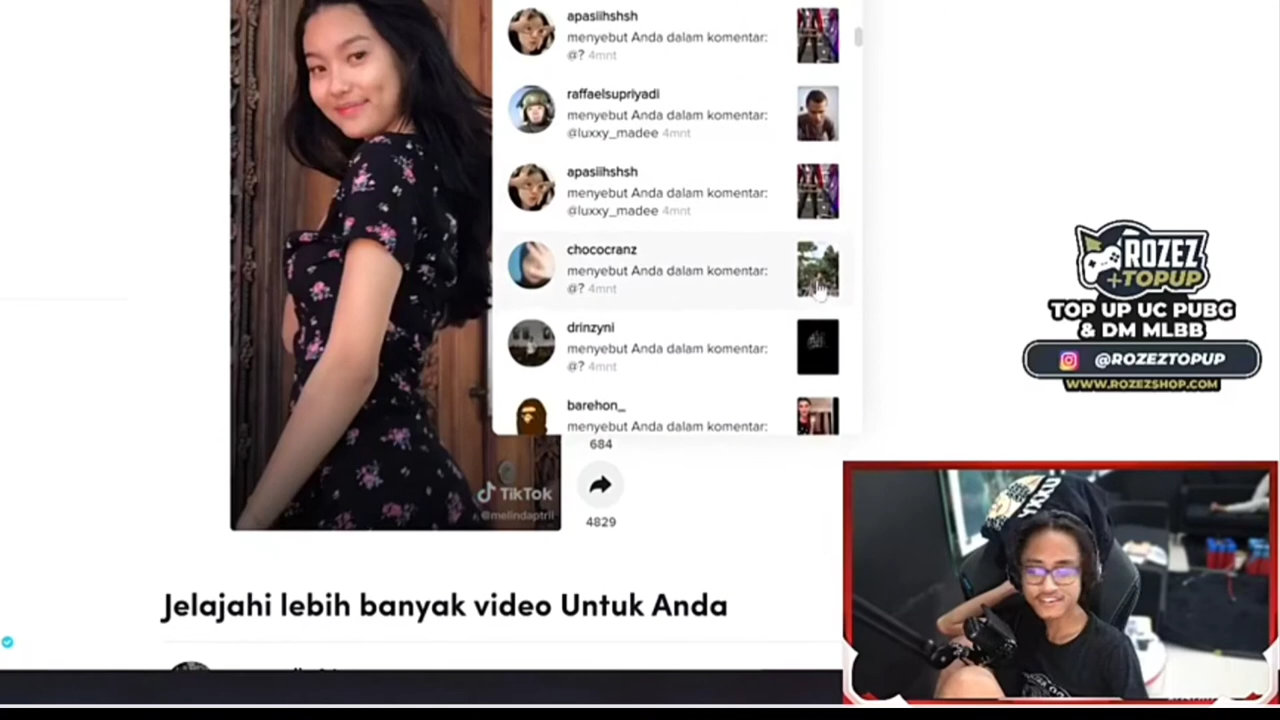 apasiihshsh
menyebut Anda dalam komentar:
@? 4mnt
raffaelsupriyadi
menyebut Anda dalam komentar:
@luxxy_madee 4mnt
apasiihshsh
menyebut Anda dalam komentar:
@luxxy_madee 4mnt
chococranz
menyebut Anda dalam komentar:
@? 4mnt
drinzyni
menyebut Anda dalam komentar:
@? 4mnt
barehon_
menyebut Anda dalam komentar:
684
TikTok
@melindaptrii
4829
Jelajahi lebih banyak video Untuk Anda
ROZEZ
+TOPUP
TOP UP UC PUBG
& DM MLBB
@ROZEZTOPUP
WWW.ROZEZSHOP.COM